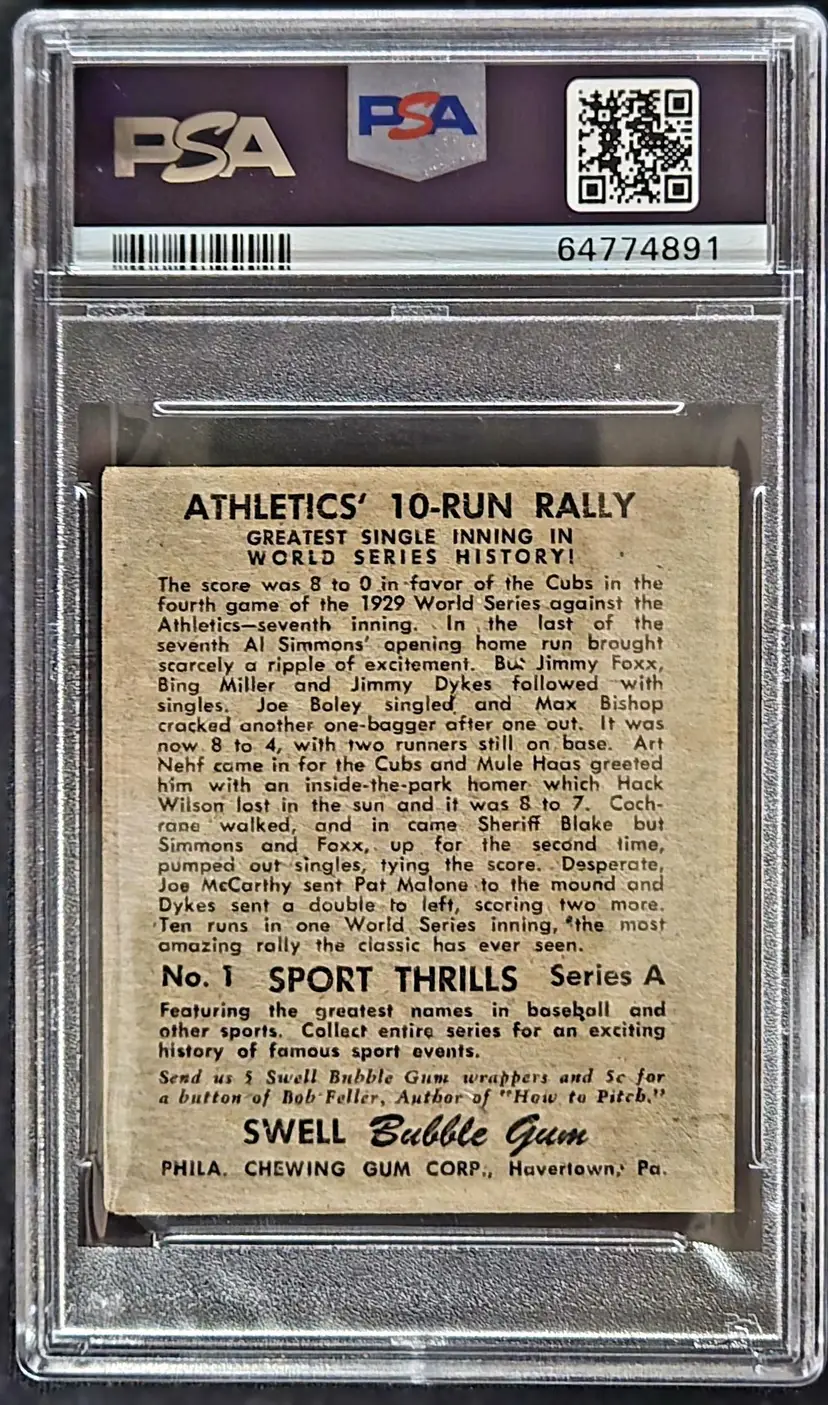 PSA
PSA
64774891
ATHLETICS' 10-RUN RALLY
GREATEST SINGLE INNING IN
WORLD SERIES HISTORY!
The score was 8 to 0 in favor of the Cubs in the
fourth game of the 1929 World Series against the
Athletics—seventh inning. In the last of the
seventh Al Simmons' opening home run brought
scarcely a ripple of excitement. But Jimmy Foxx,
Bing Miller and Jimmy Dykes followed with
singles. Joe Boley singled and Max Bishop
cracked another one-bagger after one out. It was
now 8 to 4, with two runners still on base. Art
Nehf came in for the Cubs and Mule Haas greeted
him with an inside-the-park homer which Hack
Wilson lost in the sun and it was 8 to 7. Coch-
rane walked, and in came Sheriff Blake but
Simmons and Foxx, up for the second time,
pumped out singles, tying the score. Desperate,
Joe McCarthy sent Pat Malone to the mound and
Dykes sent a double to left, scoring two more.
Ten runs in one World Series inning, the most
amazing rally the classic has ever seen.
No. 1 SPORT THRILLS Series A
Featuring the greatest names in baseball and
other sports. Collect entire series for an exciting
history of famous sport events.
Send us 5 Swell Bubble Gum wrappers and 5c for
a button of Bob Feller, Author of "How to Pitch."
SWELL Bubble Gum
PHILA. CHEWING GUM CORP., Havertown, Pa.